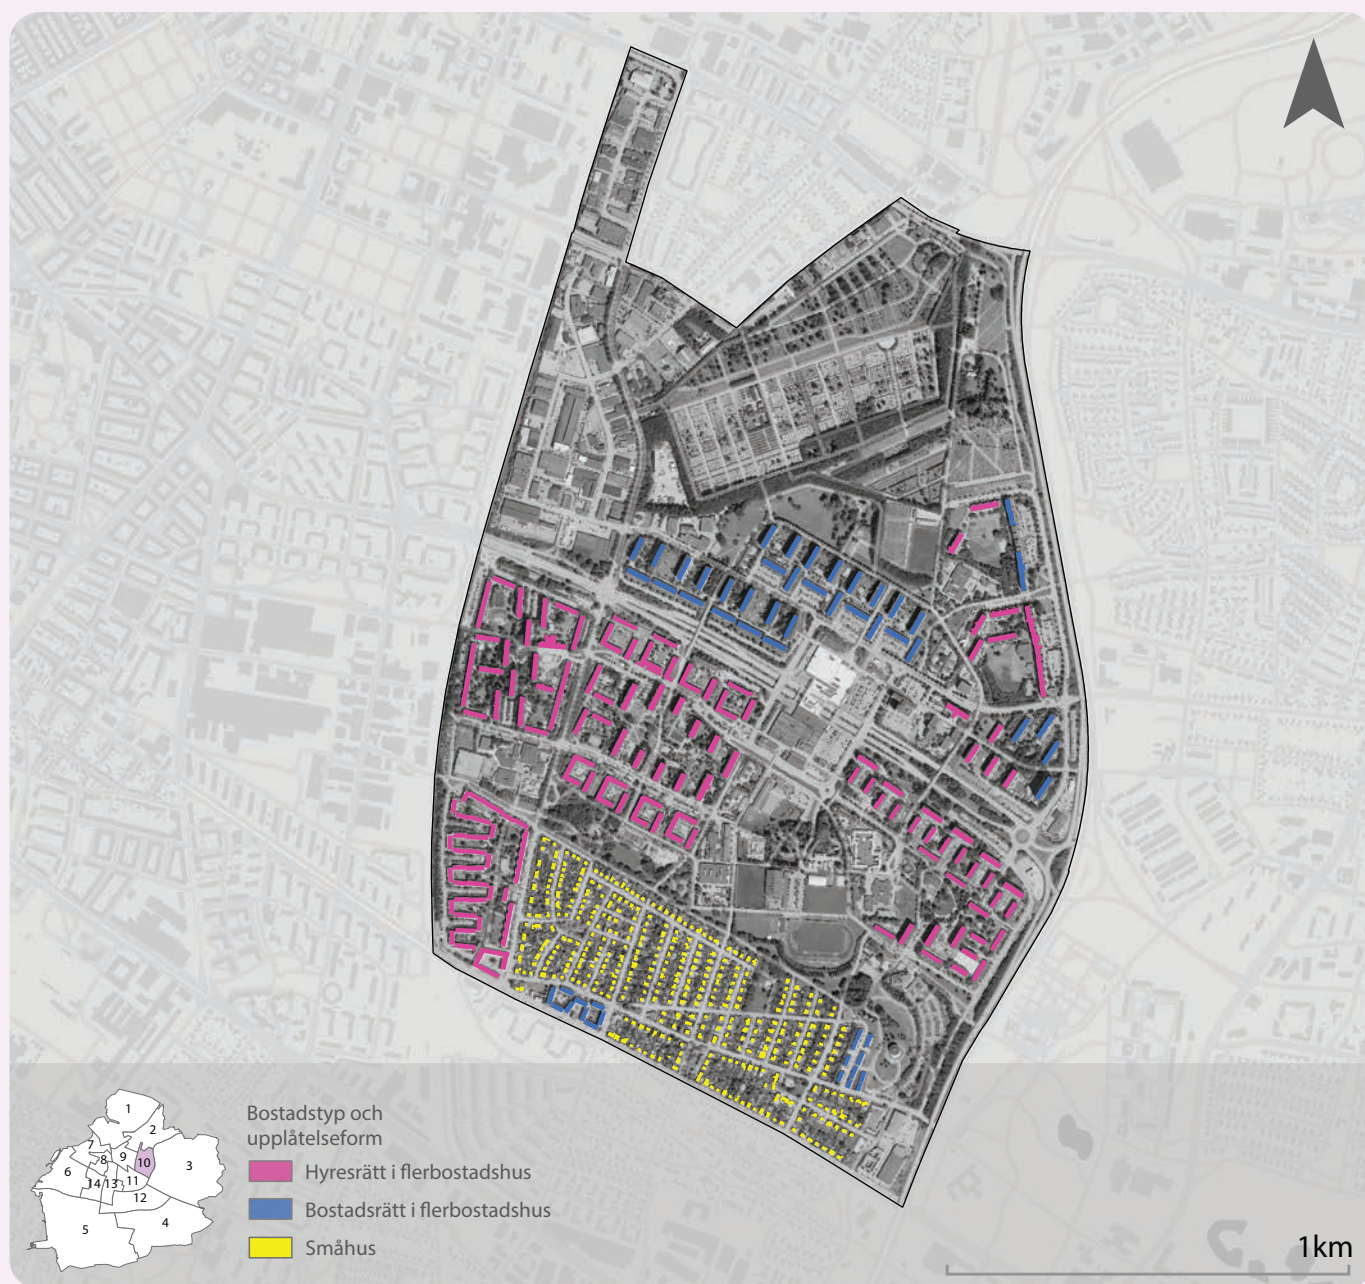 1
2
7
9
8
10
3
6
14
13
11
12
5
4
Bostadstyp och
upplåtelseform
Hyresrätt i flerbostadshus
Bostadsrätt i flerbostadshus
Småhus
1km